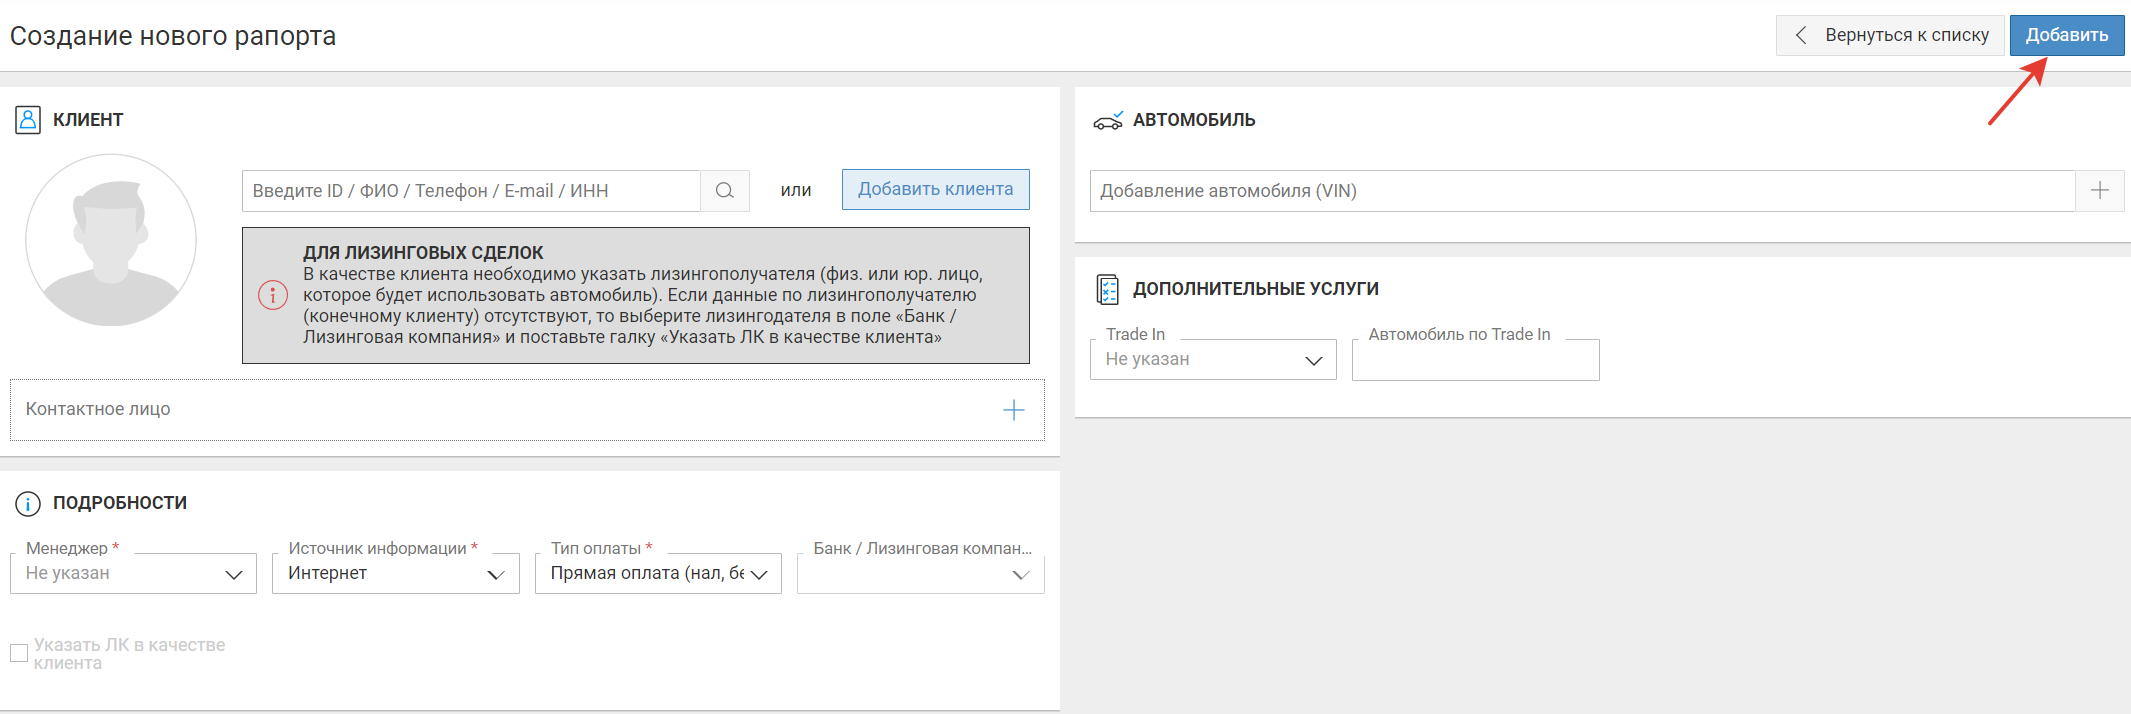 Создание нового рапорта
Вернуться к списку
Добавить
КЛИЕНТ
Введите ID / ФИО / Телефон / E-mail / ИНН
или
Добавить клиента
ДЛЯ ЛИЗИНГОВЫХ СДЕЛОК
В качестве клиента необходимо указать лизингополучателя (физ. или юр. лицо,
которое будет использовать автомобиль). Если данные по лизингополучателю
(конечному клиенту) отсутствуют, то выберите лизингодателя в поле «Банк /
Лизинговая компания» и поставьте галку «Указать ЛК в качестве клиента»
Контактное лицо
ПОДРОБНОСТИ
Менеджер *
Не указан
Источник информации *
Интернет
Тип оплаты *
Прямая оплата (нал, бе
Банк / Лизинговая компан...
Указать ЛК в качестве
клиента
АВТОМОБИЛЬ
Добавление автомобиля (VIN)
ДОПОЛНИТЕЛЬНЫЕ УСЛУГИ
Trade In
Не указан
Автомобиль по Trade In